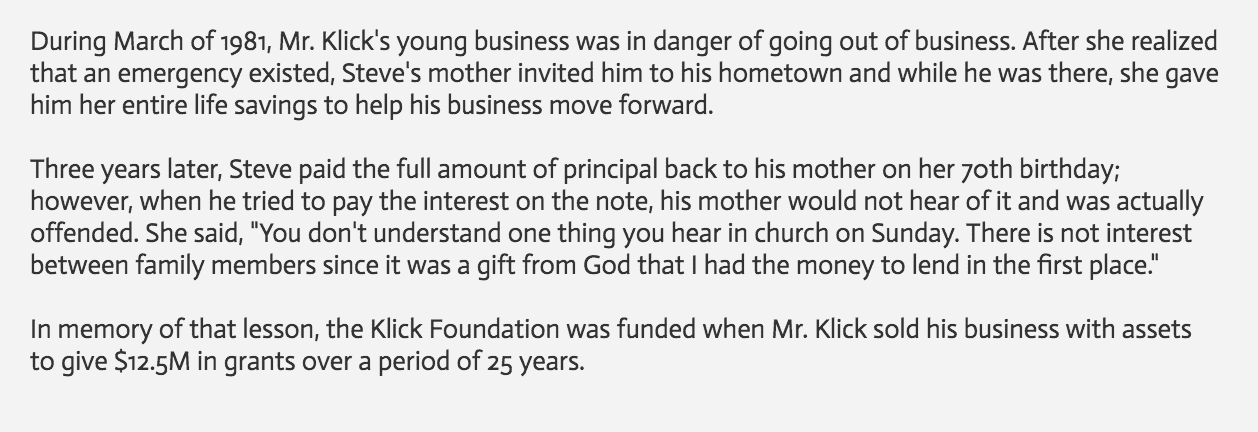 During March of 1981, Mr. Klick's young business was in danger of going out of business. After she realized
that an emergency existed, Steve's mother invited him to his hometown and while he was there, she gave
him her entire life savings to help his business move forward.
Three years later, Steve paid the full amount of principal back to his mother on her 70th birthday;
however, when he tried to pay the interest on the note, his mother would not hear of it and was actually
offended. She said, "You don't understand one thing you hear in church on Sunday. There is not interest
between family members since it was a gift from God that I had the money to lend in the first place."
In memory of that lesson, the Klick Foundation was funded when Mr. Klick sold his business with assets
to give $12.5M in grants over a period of 25 years.